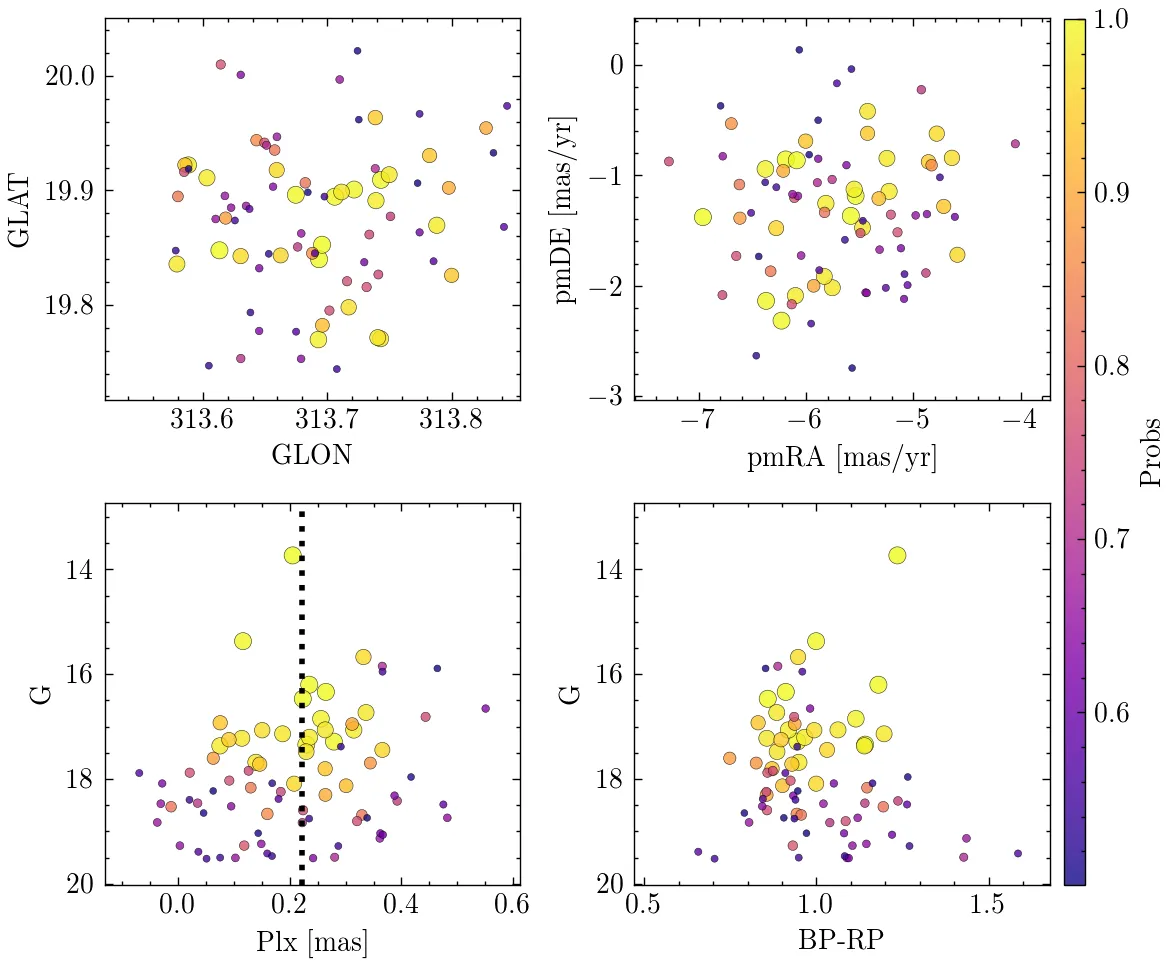 20.0
19.9
19.8
GLAT
313.6 313.7 313.8
GLON
0
−1
−2
−3
pmDE [mas/yr]
−7 −6 −5 −4
pmRA [mas/yr]
14
16
18
20
G
0.0 0.2 0.4 0.6
Plx [mas]
14
16
18
20
G
0.5 1.0 1.5
BP-RP
1.0
0.9
0.8
0.7
0.6
Probs